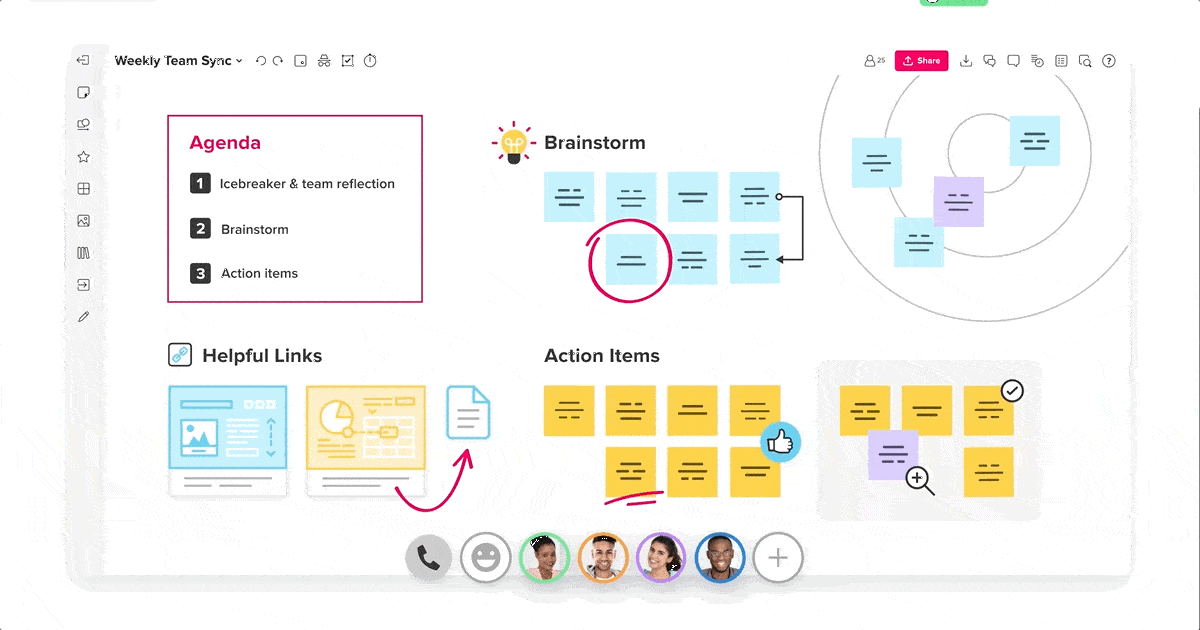 Weekly Team Sync
25
Share
Agenda
1 Icebreaker & team reflection
2 Brainstorm
3 Action items
Brainstorm
Helpful Links
Action Items